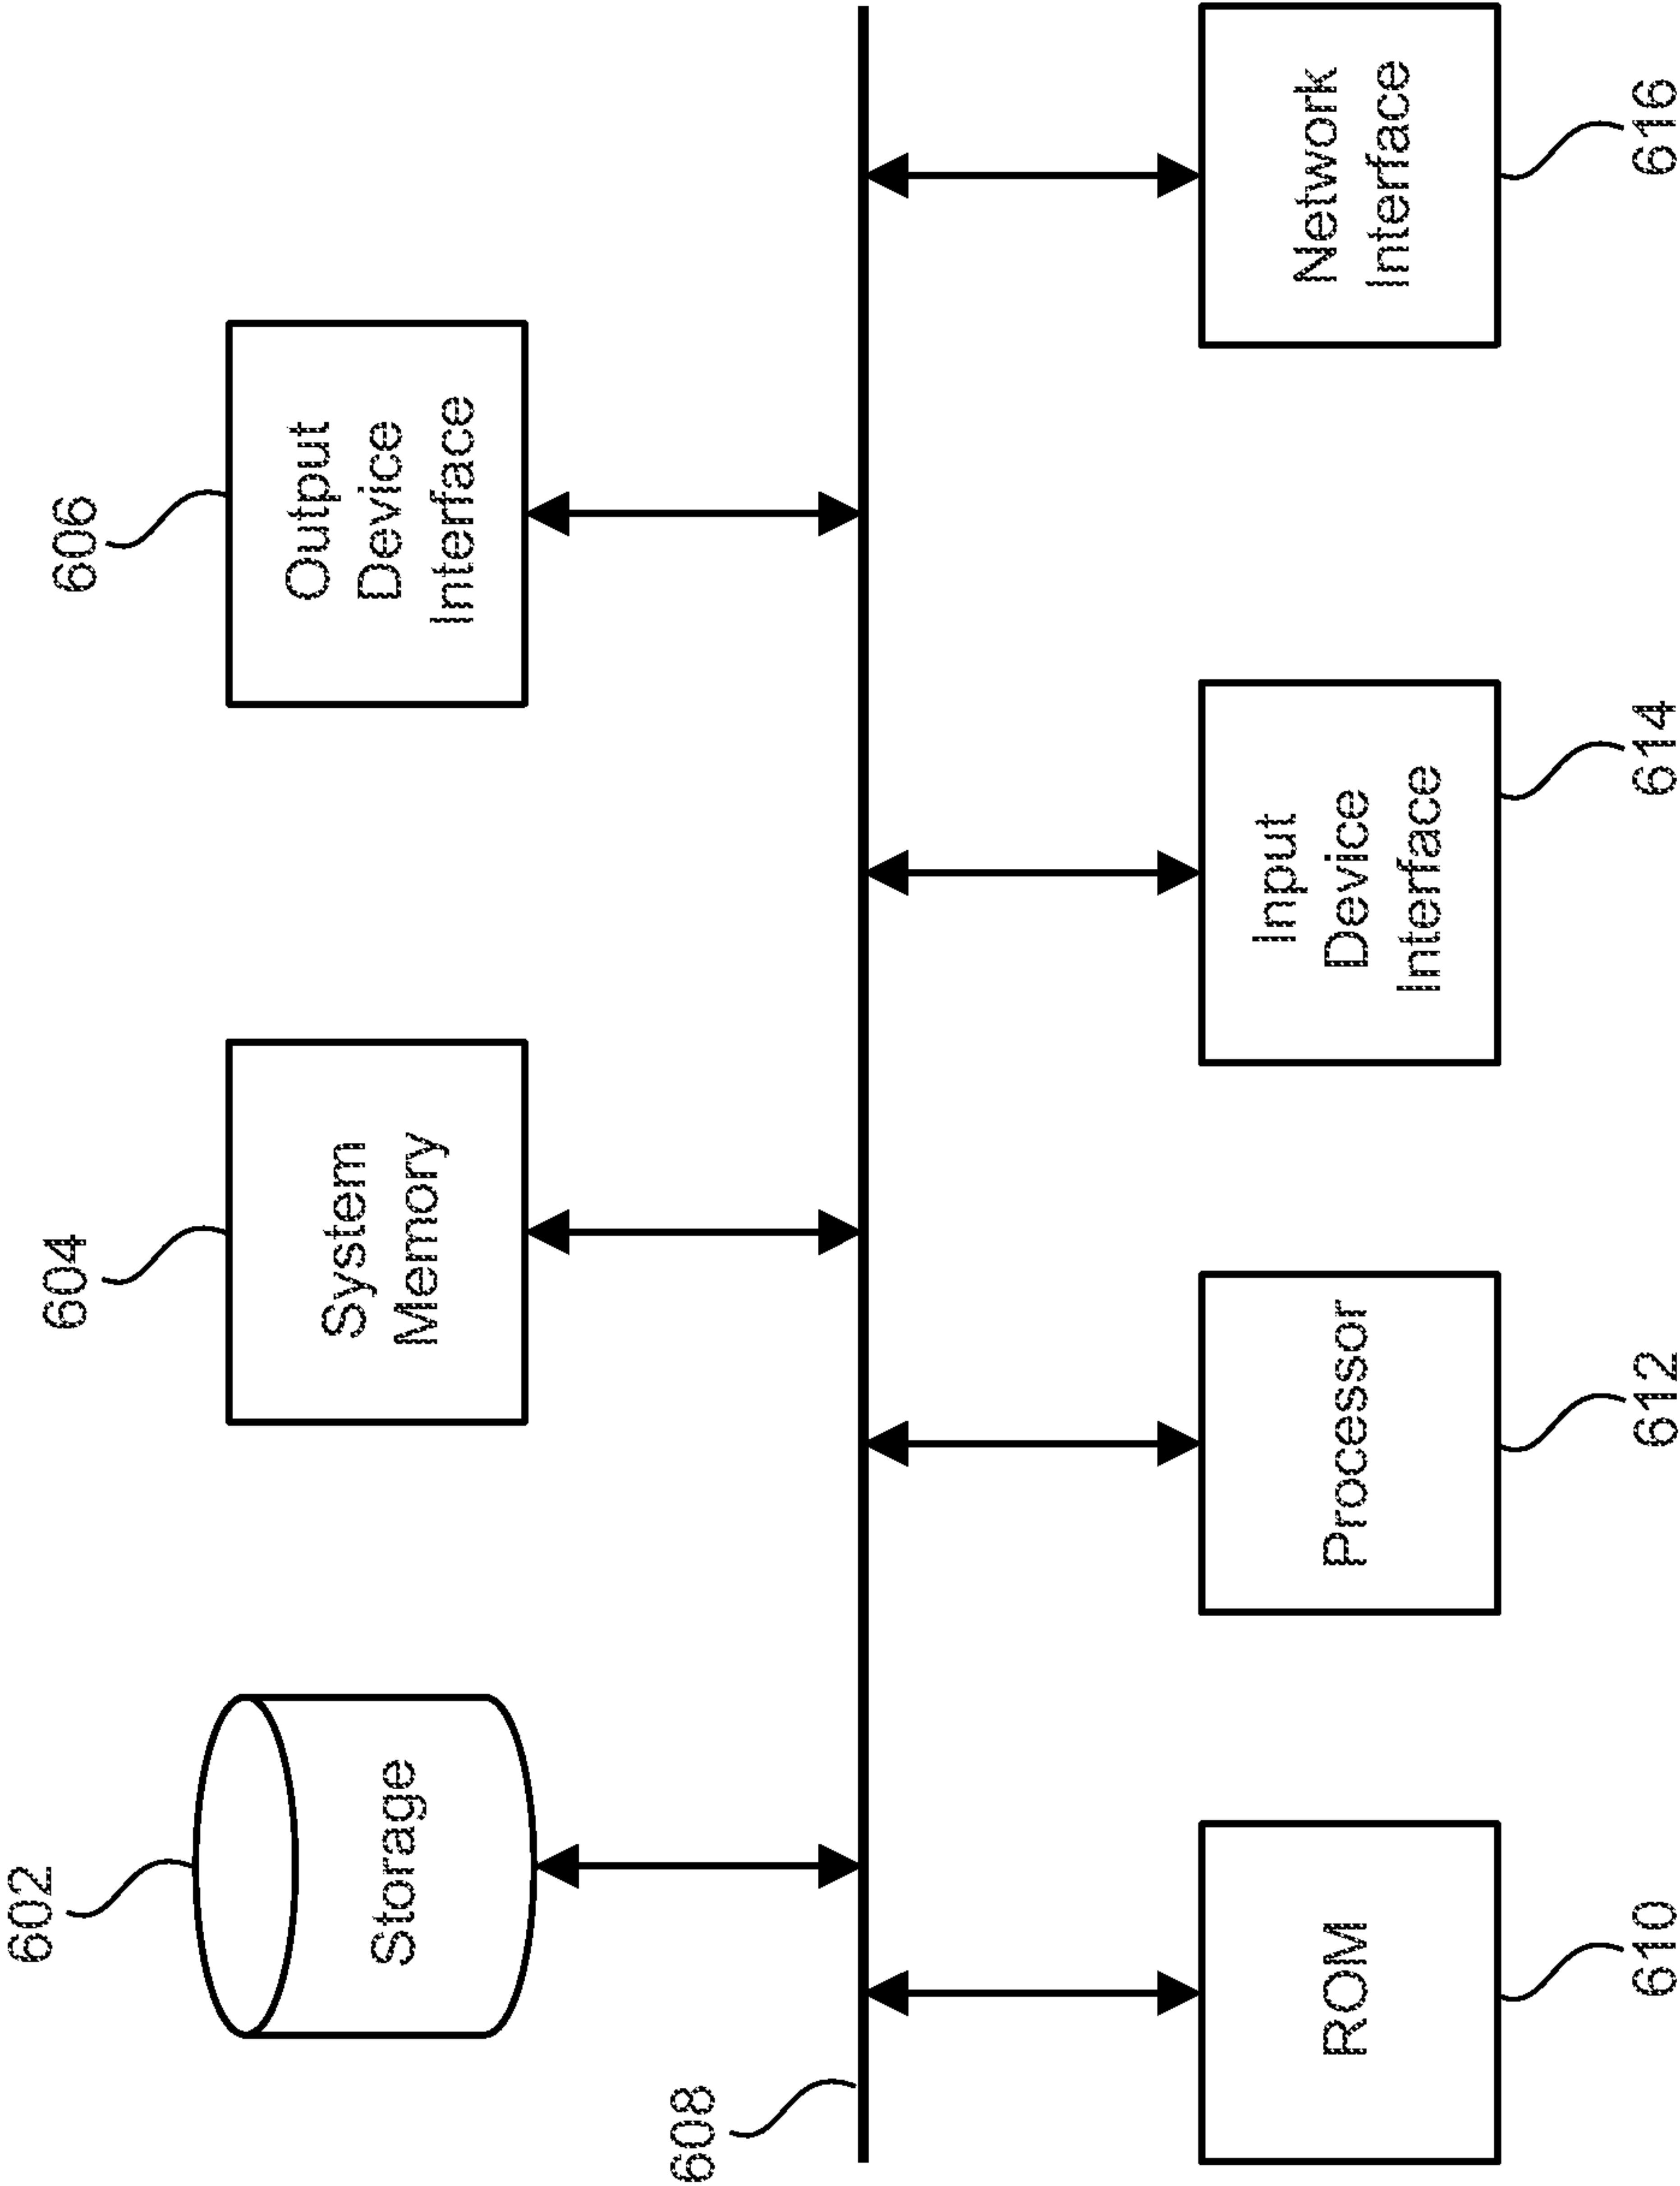 602
604
606
Storage
System
Memory
Output
Device
Interface
608
ROM
Processor
Input
Device
Interface
Network
Interface
610
612
614
616